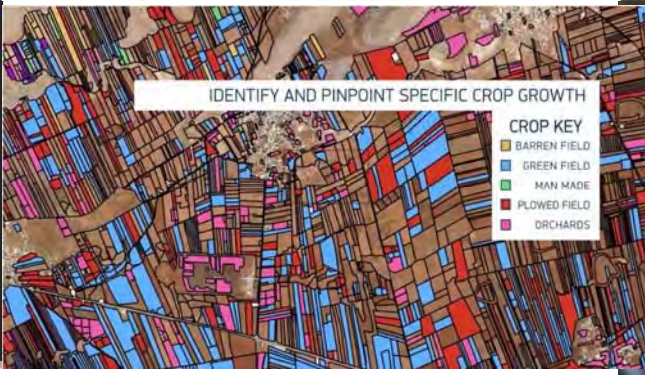 IDENTIFY AND PINPOINT SPECIFIC CROP GROWTH
CROP KEY
BARREN FIELD
GREEN FIELD
MAN MADE
PLOWED FIELD
ORCHARDS